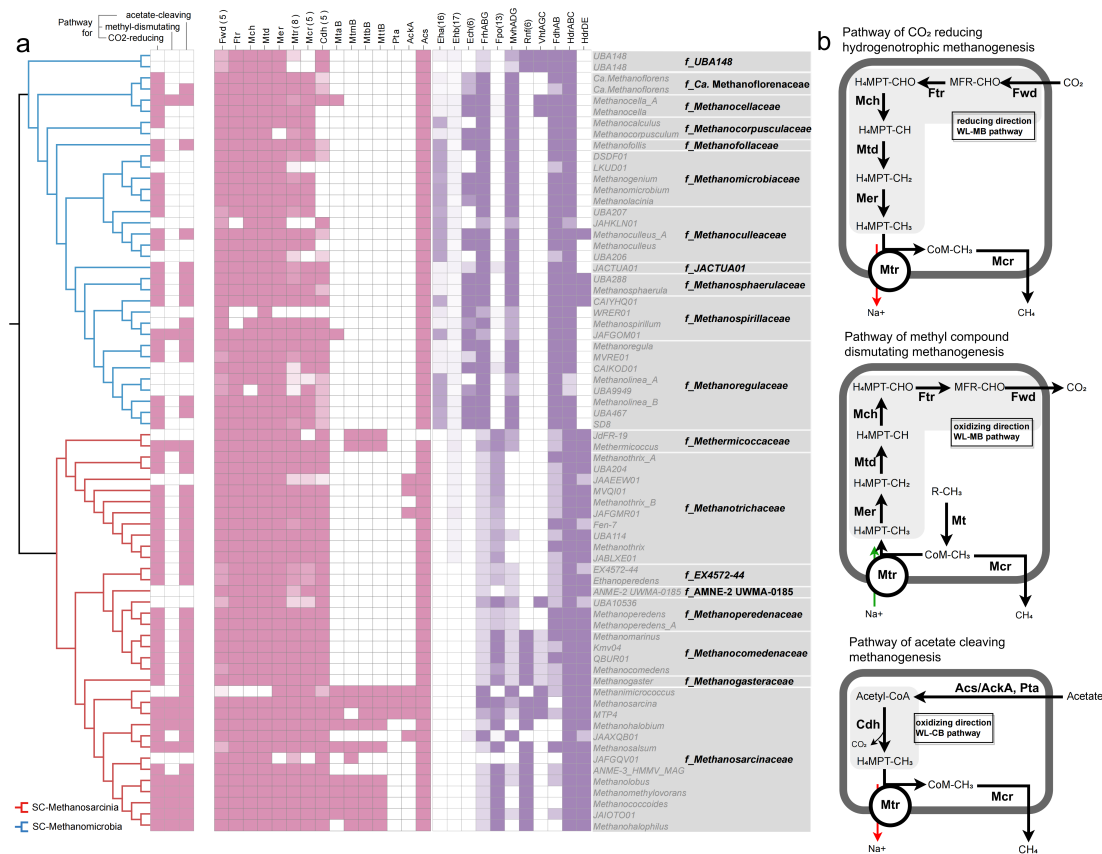 a
Pathway for
acetate-cleaving
methyl-dismutating
CO2-reducing
Fwd (5)
Ftr
Mch
Mtd
Mer
Mtr(8)
Mcr(5)
Cdh (5)
MtaB
MtmB
MtbB
MttB
Pta
AckA
Acs
Eha(16)
Ehb(17)
Ech(6)
FrhABG
Fpo(13)
MvhADG
Rnf(6)
VhtAGC
FdhAB
HdrABC
HdrDE
UBA148
UBA148
f_UBA148
Ca.Methanoflorens
Ca.Methanoflorens
f_Ca. Methanoflorenaceae
Methanocella_A
Methanocella
f_Methanocellaceae
Methanocalculus
Methanocorpusculum
f_Methanocorpusculaceae
Methanofollis
f_Methanofollaceae
DSDF01
LKUD01
Methanogenium
Methanomicrobium
Methanolacinia
f_Methanomicrobiaceae
UBA207
JAHKLN01
Methanoculleus_A
Methanoculleus
UBA206
f_Methanoculleaceae
JACTUA01
f_JACTUA01
UBA288
Methanosphaerula
f_Methanosphaerulaceae
CAIYHQ01
WRER01
Methanospirillum
JAFGOM01
f_Methanospirillaceae
Methanoregula
MVRE01
CAIKOD01
Methanolinea_A
UBA9949
Methanolinea_B
UBA467
SD8
f_Methanoregulaceae
JdFR-19
Methermicoccus
f_Methermicoccaceae
Methanothrix_A
UBA204
JAAEEW01
MVQI01
Methanothrix_B
JAFGMR01
Fen-7
UBA114
Methanothrix
JABLXE01
f_Methanotrichaceae
EX4572-44
Ethanoperedens
f_EX4572-44
ANME-2 UWMA-0185
f_AMNE-2 UWMA-0185
UBA10536
Methanoperedens
Methanoperedens_A
f_Methanoperedenaceae
Methanomarinus
Kmv04
QBUR01
Methanocomedens
f_Methanocomedenaceae
Methanogaster
f_Methanogasteraceae
Methanimicrococcus
Methanosarcina
MTP4
Methanohalobium
JAAXQB01
Methanosalsum
JAFGQV01
ANME-3_HMMV_MAG
Methanolobus
Methanomethylovorans
Methanococcoides
JAIOTO01
Methanohalophilus
f_Methanosarcinaceae
SC-Methanosarcinia
SC-Methanomicrobia
b
Pathway of CO₂ reducing
hydrogenotrophic methanogenesis
H₄MPT-CHO
MFR-CHO
CO₂
Ftr
Fwd
Mch
H₄MPT-CH
reducing direction
WL-MB pathway
Mtd
H₄MPT-CH₂
Mer
H₄MPT-CH₃
CoM-CH₃
Mcr
Mtr
Na+
CH₄
Pathway of methyl compound
dismutating methanogenesis
H₄MPT-CHO
MFR-CHO
CO₂
Ftr
Fwd
Mch
H₄MPT-CH
oxidizing direction
WL-MB pathway
Mtd
H₄MPT-CH₂
R-CH₃
Mer
Mt
H₄MPT-CH₃
CoM-CH₃
Mcr
Mtr
Na+
CH₄
Pathway of acetate cleaving
methanogenesis
Acs/AckA, Pta
Acetyl-CoA
Acetate
Cdh
CO₂
oxidizing direction
WL-CB pathway
H₄MPT-CH₃
CoM-CH₃
Mcr
Mtr
Na+
CH₄